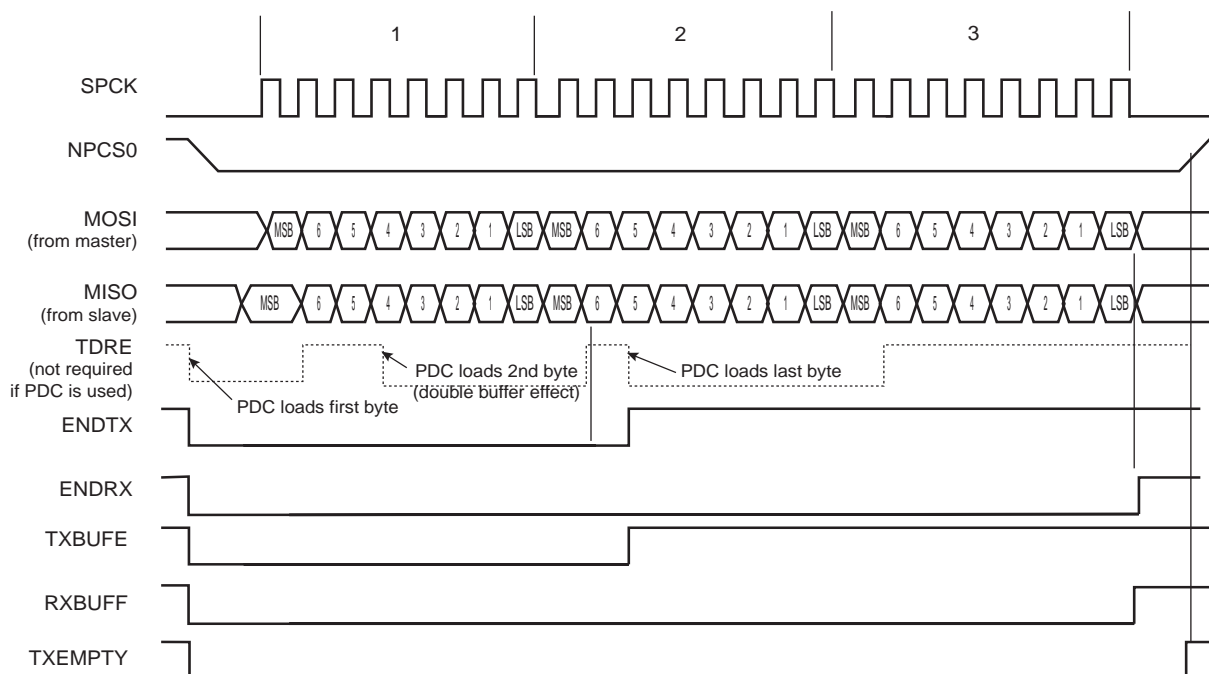 1 2 3
SPCK
NPCS0
MOSI
(from master)
MSB 6 5 4 3 2 1 LSB MSB 6 5 4 3 2 1 LSB MSB 6 5 4 3 2 1 LSB
MISO
(from slave)
MSB 6 5 4 3 2 1 LSB MSB 6 5 4 3 2 1 LSB MSB 6 5 4 3 2 1 LSB
TDRE
(not required
if PDC is used)
PDC loads first byte
PDC loads 2nd byte
(double buffer effect)
PDC loads last byte
ENDTX
ENDRX
TXBUFE
RXBUFF
TXEMPTY